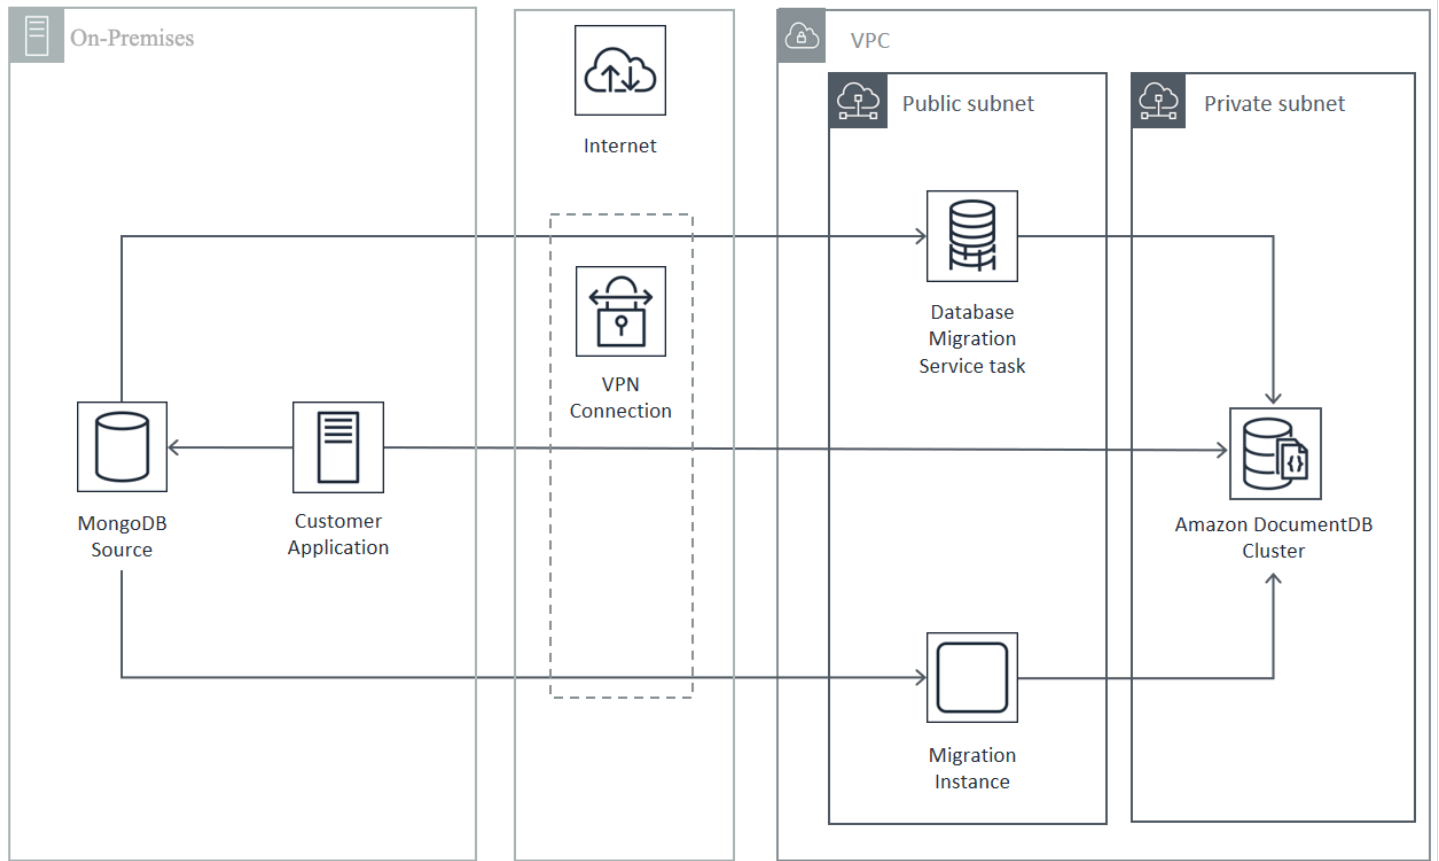 On-Premises
Internet
VPC
Public subnet
Private subnet
Database
Migration
Service task
VPN
Connection
MongoDB
Source
Customer
Application
Amazon DocumentDB
Cluster
Migration
Instance